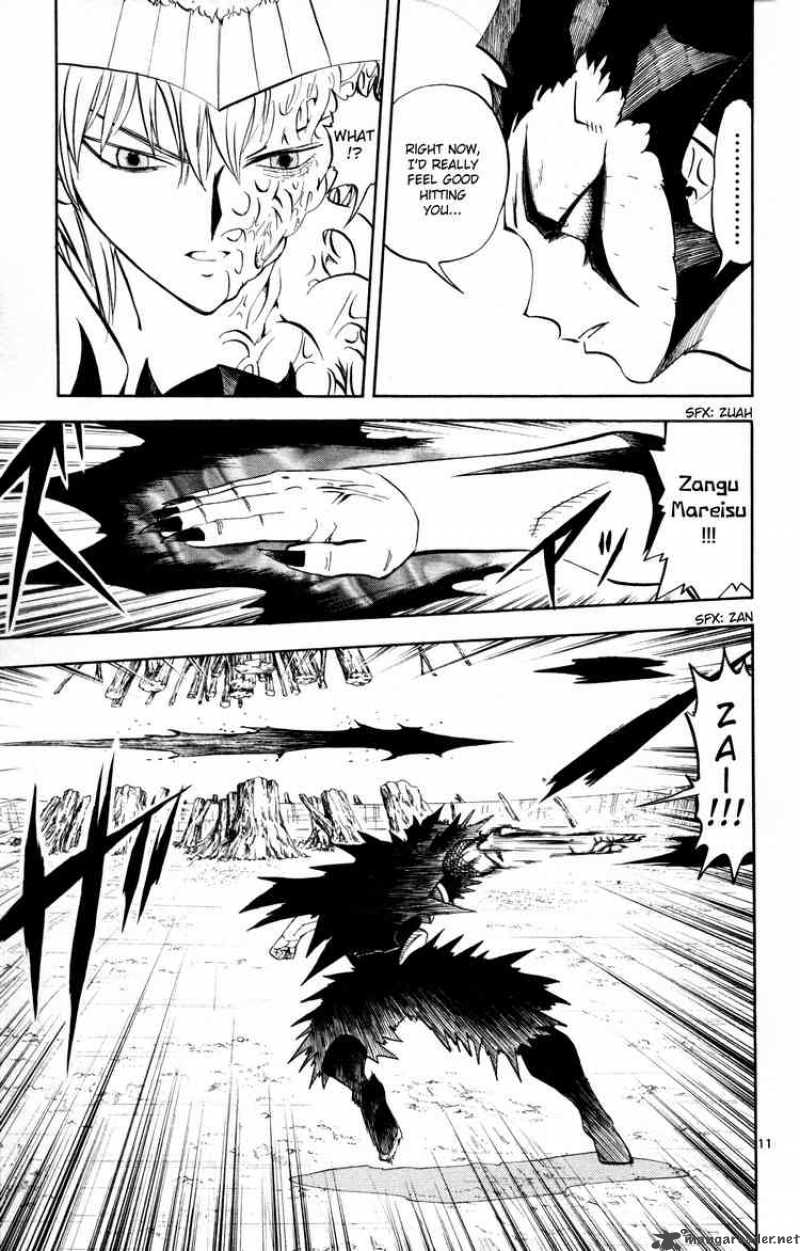 .........
RIGHT NOW,
I'D REALLY
FEEL GOOD
HITTING
YOU...
WHAT
!?
SFX: ZUAH
Zangu
Mareisu
!!!
SFX: ZAN
ZAI!!!
11
mangareader.net